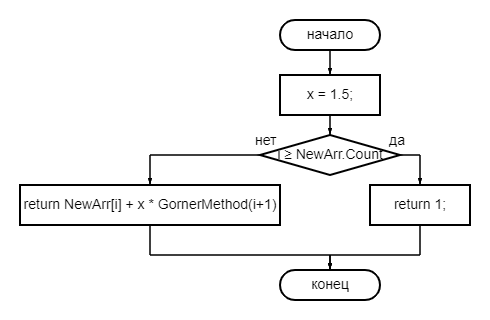 начало
x = 1.5;
нет
да
i ≥ NewArr.Count
return NewArr[i] + x * GornerMethod(i+1)
return 1;
конец